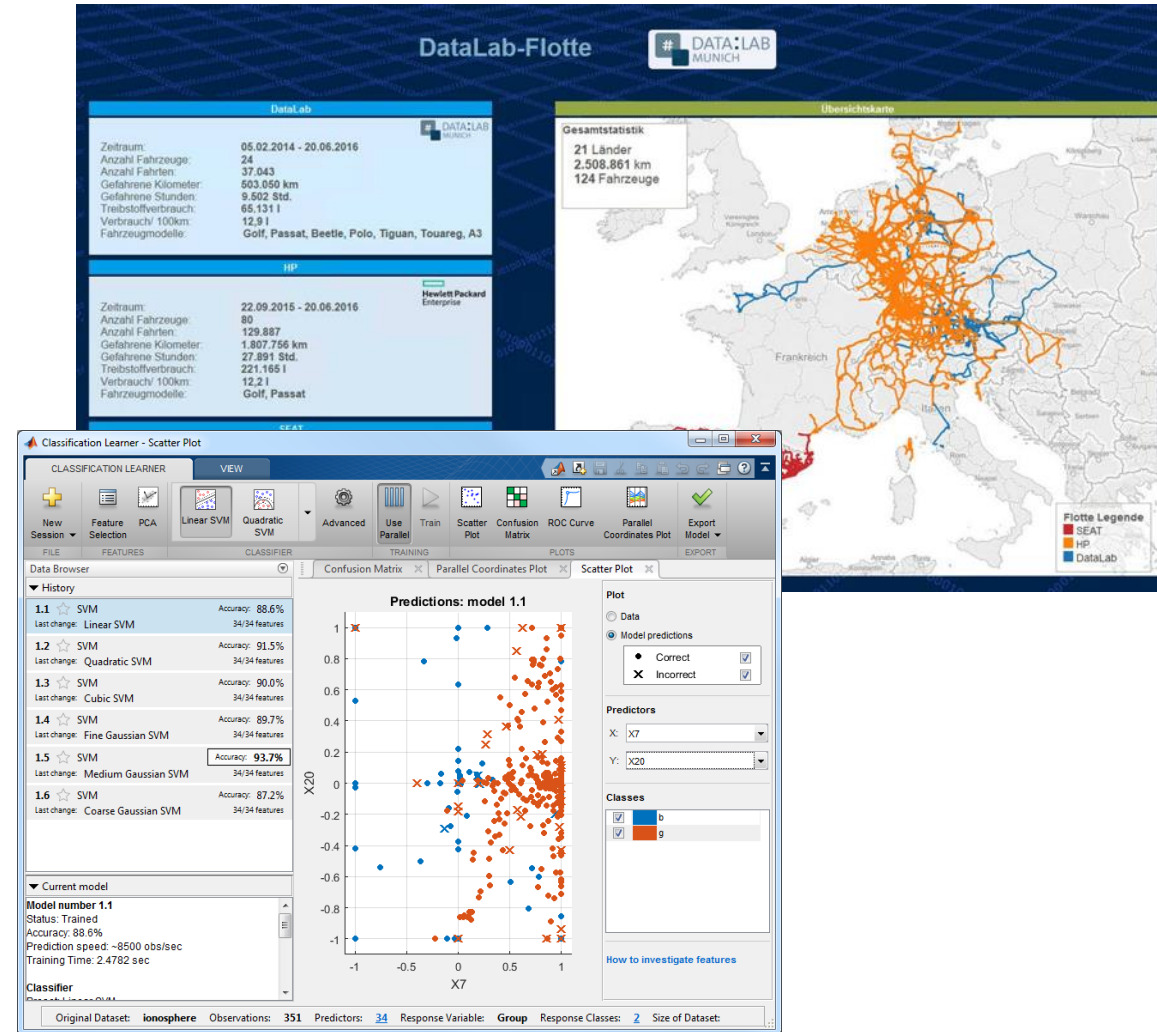 DataLab-Flotte
# DATA:LAB
MUNICH
DataLab
# DATA:LAB
MUNICH
Zeitraum: 05.02.2014 - 20.06.2016
Anzahl Fahrzeuge: 24
Anzahl Fahrten: 37.043
Gefahrene Kilometer: 503.050 km
Gefahrene Stunden: 9.502 Std.
Treibstoffverbrauch: 65.131 l
Verbrauch/ 100km: 12,9 l
Fahrzeugmodelle: Golf, Passat, Beetle, Polo, Tiguan, Touareg, A3
HP
Hewlett Packard
Enterprise
Zeitraum: 22.09.2015 - 20.06.2016
Anzahl Fahrzeuge: 80
Anzahl Fahrten: 129.887
Gefahrene Kilometer: 1.807.756 km
Gefahrene Stunden: 27.891 Std.
Treibstoffverbrauch: 221.165 l
Verbrauch/ 100km: 12,2 l
Fahrzeugmodelle: Golf, Passat
SEAT
Übersichtskarte
Gesamtstatistik
21 Länder
2.508.861 km
124 Fahrzeuge
Warschau
London
Paris
Frankreich
Zagreb
Belgrad
Italien
Rom
Algier
Tunis
Flotte Legende
SEAT
HP
DataLab
Classification Learner - Scatter Plot
CLASSIFICATION LEARNER VIEW
New
Session
Feature
Selection
PCA
Linear SVM
Quadratic
SVM
Advanced
Use
Parallel
Train
Scatter
Plot
Confusion
Matrix
ROC Curve
Parallel
Coordinates Plot
Export
Model
FILE FEATURES CLASSIFIER TRAINING PLOTS EXPORT
Data Browser
History
1.1 SVM Accuracy: 88.6%
Last change: Linear SVM 34/34 features
1.2 SVM Accuracy: 91.5%
Last change: Quadratic SVM 34/34 features
1.3 SVM Accuracy: 90.0%
Last change: Cubic SVM 34/34 features
1.4 SVM Accuracy: 89.7%
Last change: Fine Gaussian SVM 34/34 features
1.5 SVM Accuracy: 93.7%
Last change: Medium Gaussian SVM 34/34 features
1.6 SVM Accuracy: 87.2%
Last change: Coarse Gaussian SVM 34/34 features
Current model
Model number 1.1
Status: Trained
Accuracy: 88.6%
Prediction speed: ~8500 obs/sec
Training Time: 2.4782 sec
Classifier
Preset: Linear SVM
Confusion Matrix Parallel Coordinates Plot Scatter Plot
Predictions: model 1.1
1
0.8
0.6
0.4
0.2
0
-0.2
-0.4
-0.6
-0.8
-1
X20
-1 -0.5 0 0.5 1
X7
Plot
Data
Model predictions
Correct
Incorrect
Predictors
X: X7
Y: X20
Classes
b
g
How to investigate features
Original Dataset: ionosphere Observations: 351 Predictors: 34 Response Variable: Group Response Classes: 2 Size of Dataset: